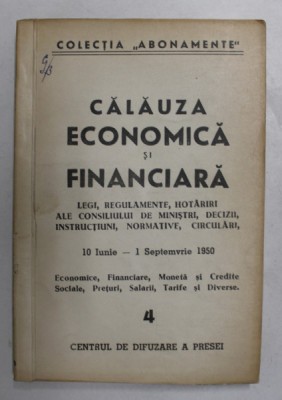 COLECȚIA „ABONAMENTE"
CĂLĂUZA
ECONOMICĂ
ȘI
FINANCIARĂ
LEGI, REGULAMENTE, HOTĂRIRI
ALE CONSILIULUI DE MINIȘTRI, DECIZII,
INSTRUCȚIUNI, NORMATIVE, CIRCULĂRI,
10 Iunie — 1 Septemvrie 1950
Economice, Financiare, Monetă și Credite
Sociale, Prețuri, Salarii, Tarife și Diverse.
4
CENTRUL DE DIFUZARE A PRESEI